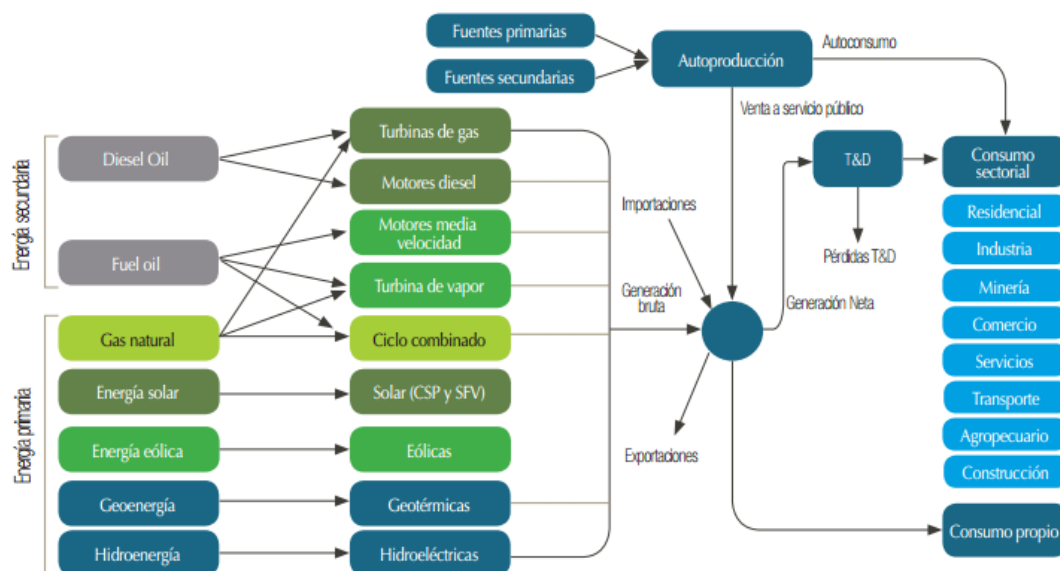 Fuentes primarias
Fuentes secundarias
Autoproducción
Autoconsumo
Venta a servicio público
Energía secundaria
Diesel Oil
Fuel oil
Energía primaria
Gas natural
Energía solar
Energía eólica
Geoenergía
Hidroenergía
Turbinas de gas
Motores diesel
Motores media
velocidad
Turbina de vapor
Ciclo combinado
Solar (CSP y SFV)
Eólicas
Geotérmicas
Hidroeléctricas
Importaciones
Generación
bruta
Exportaciones
Generación Neta
T&D
Pérdidas T&D
Consumo
sectorial
Residencial
Industria
Minería
Comercio
Servicios
Transporte
Agropecuario
Construcción
Consumo propio